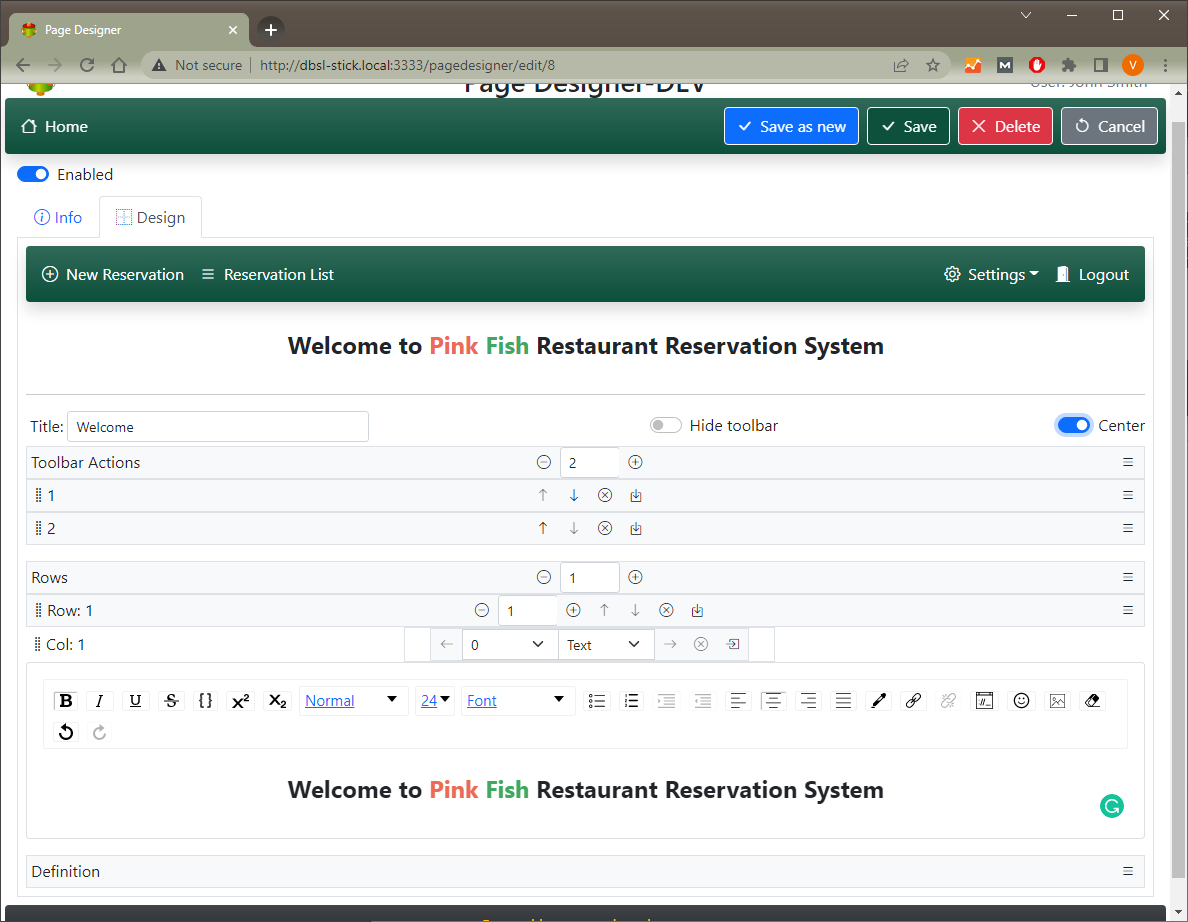 Page Designer
Not secure http://dbsl-stick.local:3333/pagedesigner/edit/8
M V
Page Designer-DEV
User: John Smith
Home Save as new Save Delete Cancel
Enabled
Info Design
New Reservation Reservation List Settings Logout
Welcome to Pink Fish Restaurant Reservation System
Title: Welcome Hide toolbar Center
Toolbar Actions 2
1
2
Rows 1
Row: 1 1
Col: 1 0 Text
B I U S {} X² X₂ Normal 24 Font
Welcome to Pink Fish Restaurant Reservation System
Definition